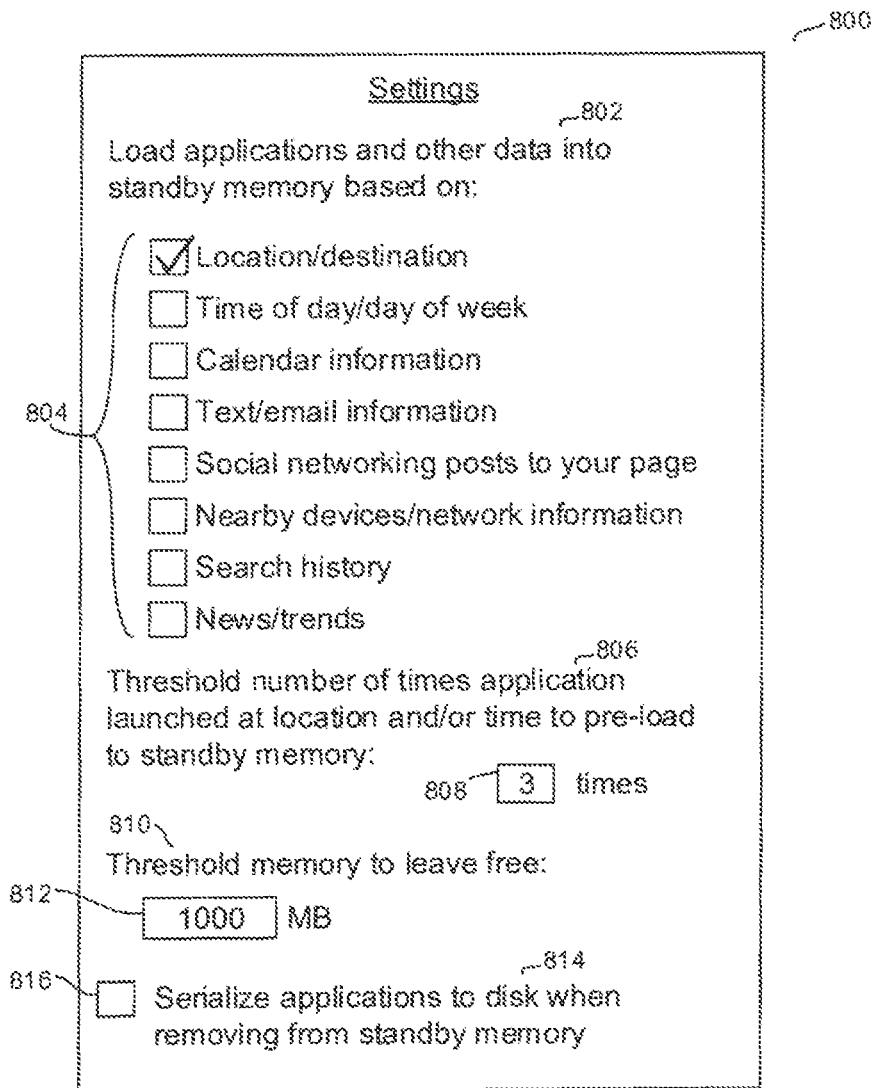 800
Settings
802
Load applications and other data into
standby memory based on:
Location/destination
Time of day/day of week
Calendar information
804
Text/email information
Social networking posts to your page
Nearby devices/network information
Search history
News/trends
806
Threshold number of times application
launched at location and/or time to pre-load
to standby memory:
808 3 times
810
Threshold memory to leave free:
812
1000 MB
814
816
Serialize applications to disk when
removing from standby memory